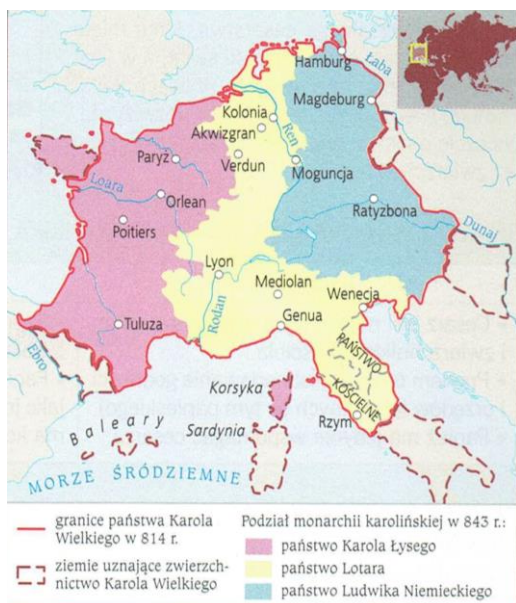 Hamburg
Łaba
Magdeburg
Kolonia
Akwizgran
Ren
Paryż
Verdun
Moguncja
Loara
Orlean
Ratyzbona
Dunaj
Poitiers
Lyon
Mediolan
Wenecja
Rodan
Genua
Tuluza
PAŃSTWO
KOŚCIELNE
Ebro
Korsyka
Rzym
Baleary
Sardynia
MORZE ŚRÓDZIEMNE
granice państwa Karola
Wielkiego w 814 r.
ziemie uznające zwierzch-
nictwo Karola Wielkiego
Podział monarchii karolińskiej w 843 r.:
państwo Karola Łysego
państwo Lotara
państwo Ludwika Niemieckiego